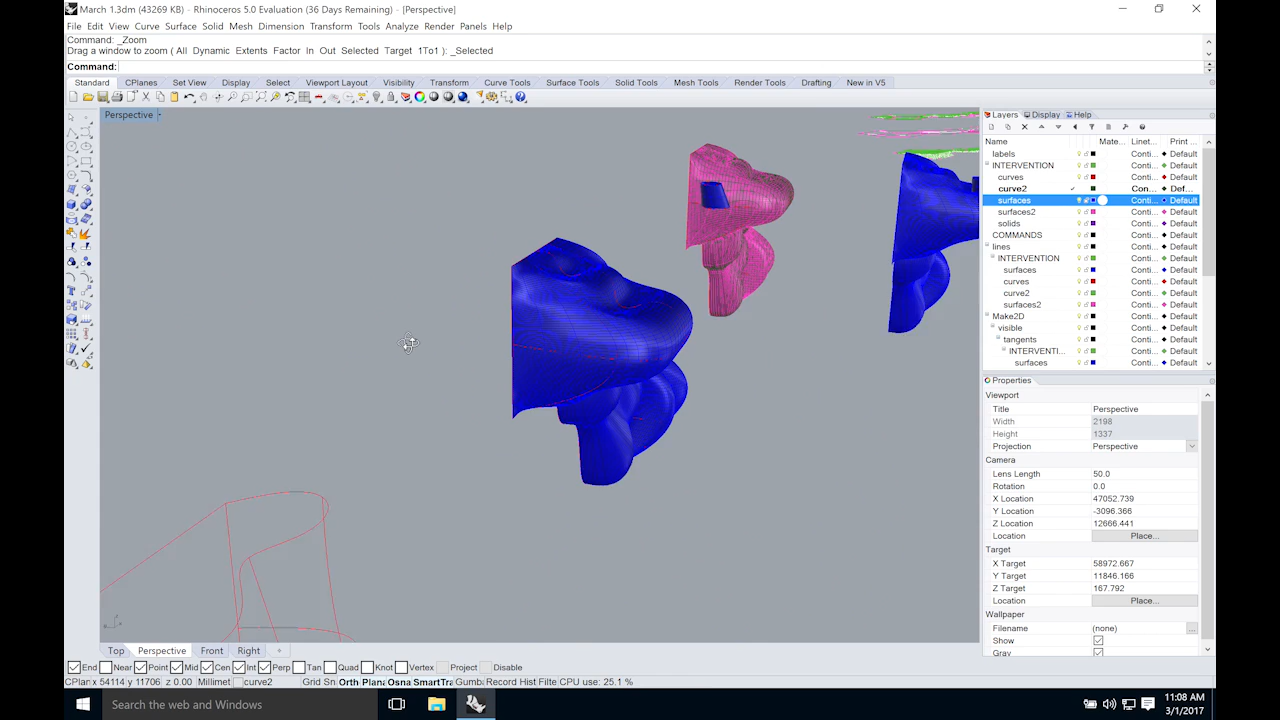 March 1.3dm (43269 KB) - Rhinoceros 5.0 Evaluation (36 Days Remaining) - [Perspective]
File Edit View Curve Surface Solid Mesh Dimension Transform Tools Analyze Render Panels Help
Command: _Zoom
Drag a window to zoom ( All Dynamic Extents Factor In Out Selected Target 1To1 ): _Selected
Command:
Standard CPlanes Set View Display Select Viewport Layout Visibility Transform Curve Tools Surface Tools Solid Tools Mesh Tools Render Tools Drafting New in V5
Perspective
Layers Display Help
Name Mate... Linet... Print ...
labels Conti... Default
INTERVENTION Conti... Default
curves Conti... Default
curve2 Con... Def...
surfaces Conti... Default
surfaces2 Conti... Default
solids Conti... Default
COMMANDS Conti... Default
lines Conti... Default
INTERVENTION Conti... Default
surfaces Conti... Default
curves Conti... Default
curve2 Conti... Default
surfaces2 Conti... Default
Make2D Conti... Default
visible Conti... Default
tangents Conti... Default
INTERVENTI... Conti... Default
surfaces Conti... Default
Properties
Viewport
Title Perspective
Width 2198
Height 1337
Projection Perspective
Camera
Lens Length 50.0
Rotation 0.0
X Location 47052.739
Y Location -3096.366
Z Location 12666.441
Location Place...
Target
X Target 58972.667
Y Target 11846.166
Z Target 167.792
Location Place...
Wallpaper
Filename (none) ...
Show
Gray
Top Perspective Front Right
End Near Point Mid Cen Int Perp Tan Quad Knot Vertex Project Disable
CPlan x 54114 y 11706 z 0.00 Millimet curve2 Grid Sn Orth Plana Osna SmartTra Gumba Record Hist Filte CPU use: 25.1 %
Search the web and Windows
11:08 AM
3/1/2017